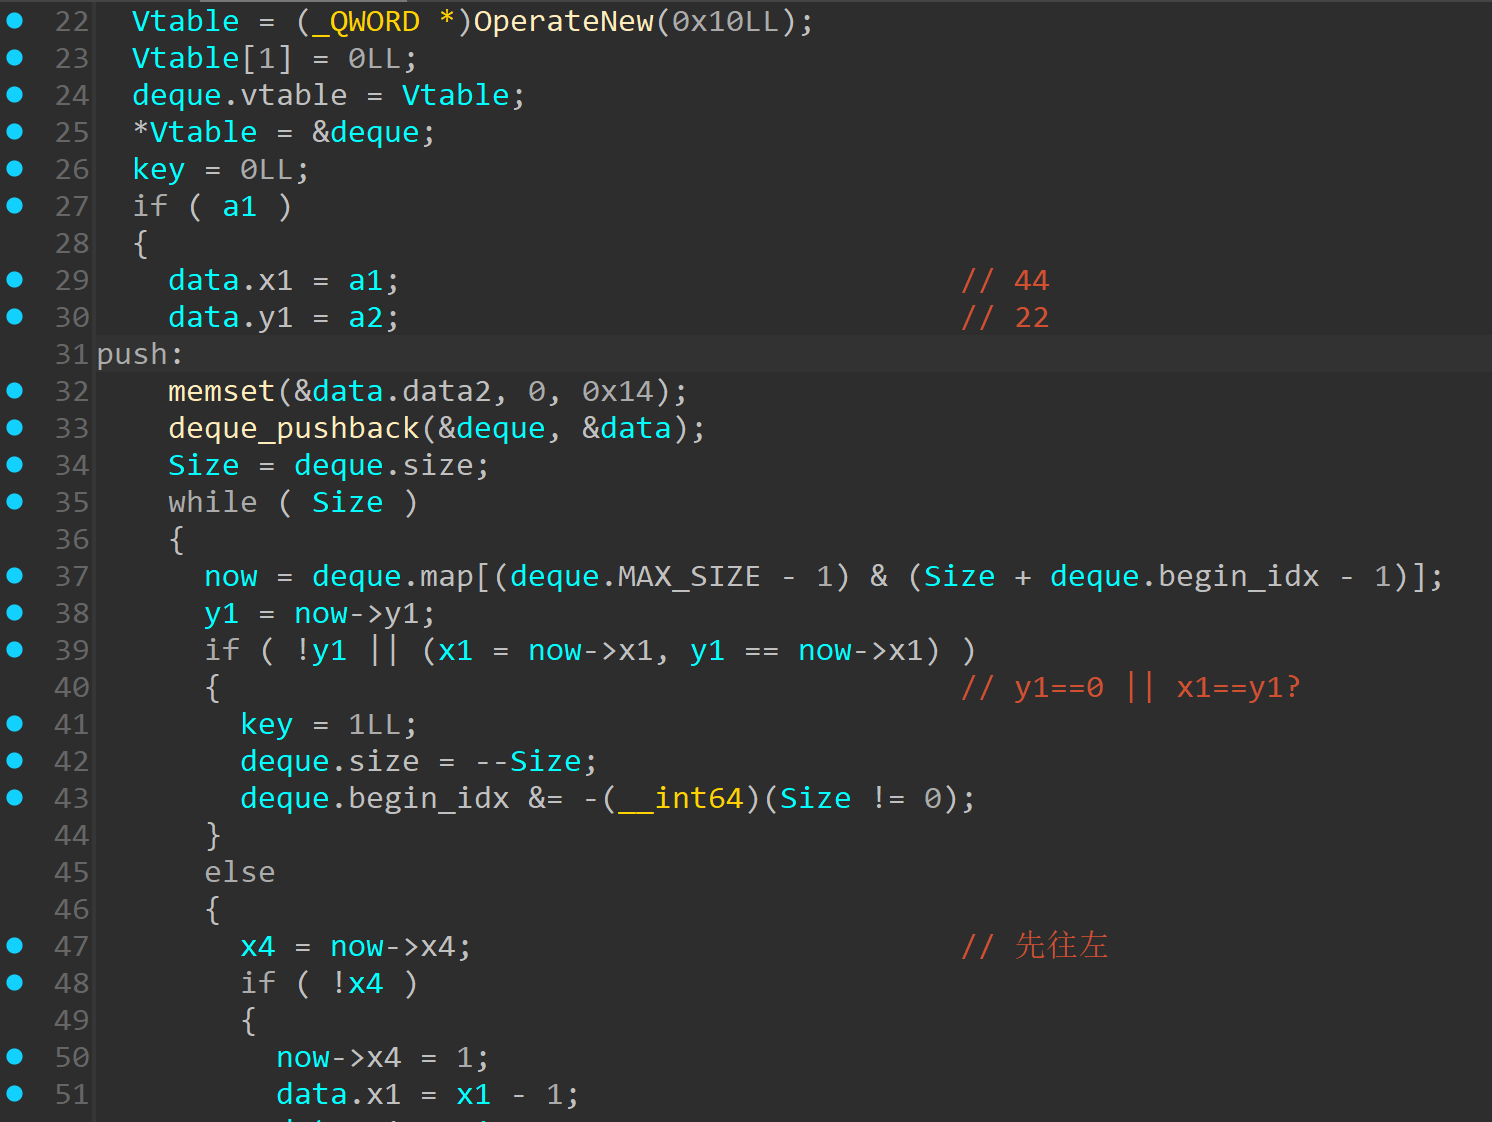 22 Vtable = (_QWORD *)OperateNew(0x10LL);
23 Vtable[1] = 0LL;
24 deque.vtable = Vtable;
25 *Vtable = &deque;
26 key = 0LL;
27 if ( a1 )
28 {
29 data.x1 = a1; // 44
30 data.y1 = a2; // 22
31 push:
32 memset(&data.data2, 0, 0x14);
33 deque_pushback(&deque, &data);
34 Size = deque.size;
35 while ( Size )
36 {
37 now = deque.map[(deque.MAX_SIZE - 1) & (Size + deque.begin_idx - 1)];
38 y1 = now->y1;
39 if ( !y1 || (x1 = now->x1, y1 == now->x1) )
40 { // y1==0 || x1==y1?
41 key = 1LL;
42 deque.size = --Size;
43 deque.begin_idx &= -(__int64)(Size != 0);
44 }
45 else
46 {
47 x4 = now->x4; // 先往左
48 if ( !x4 )
49 {
50 now->x4 = 1;
51 data.x1 = x1 - 1;